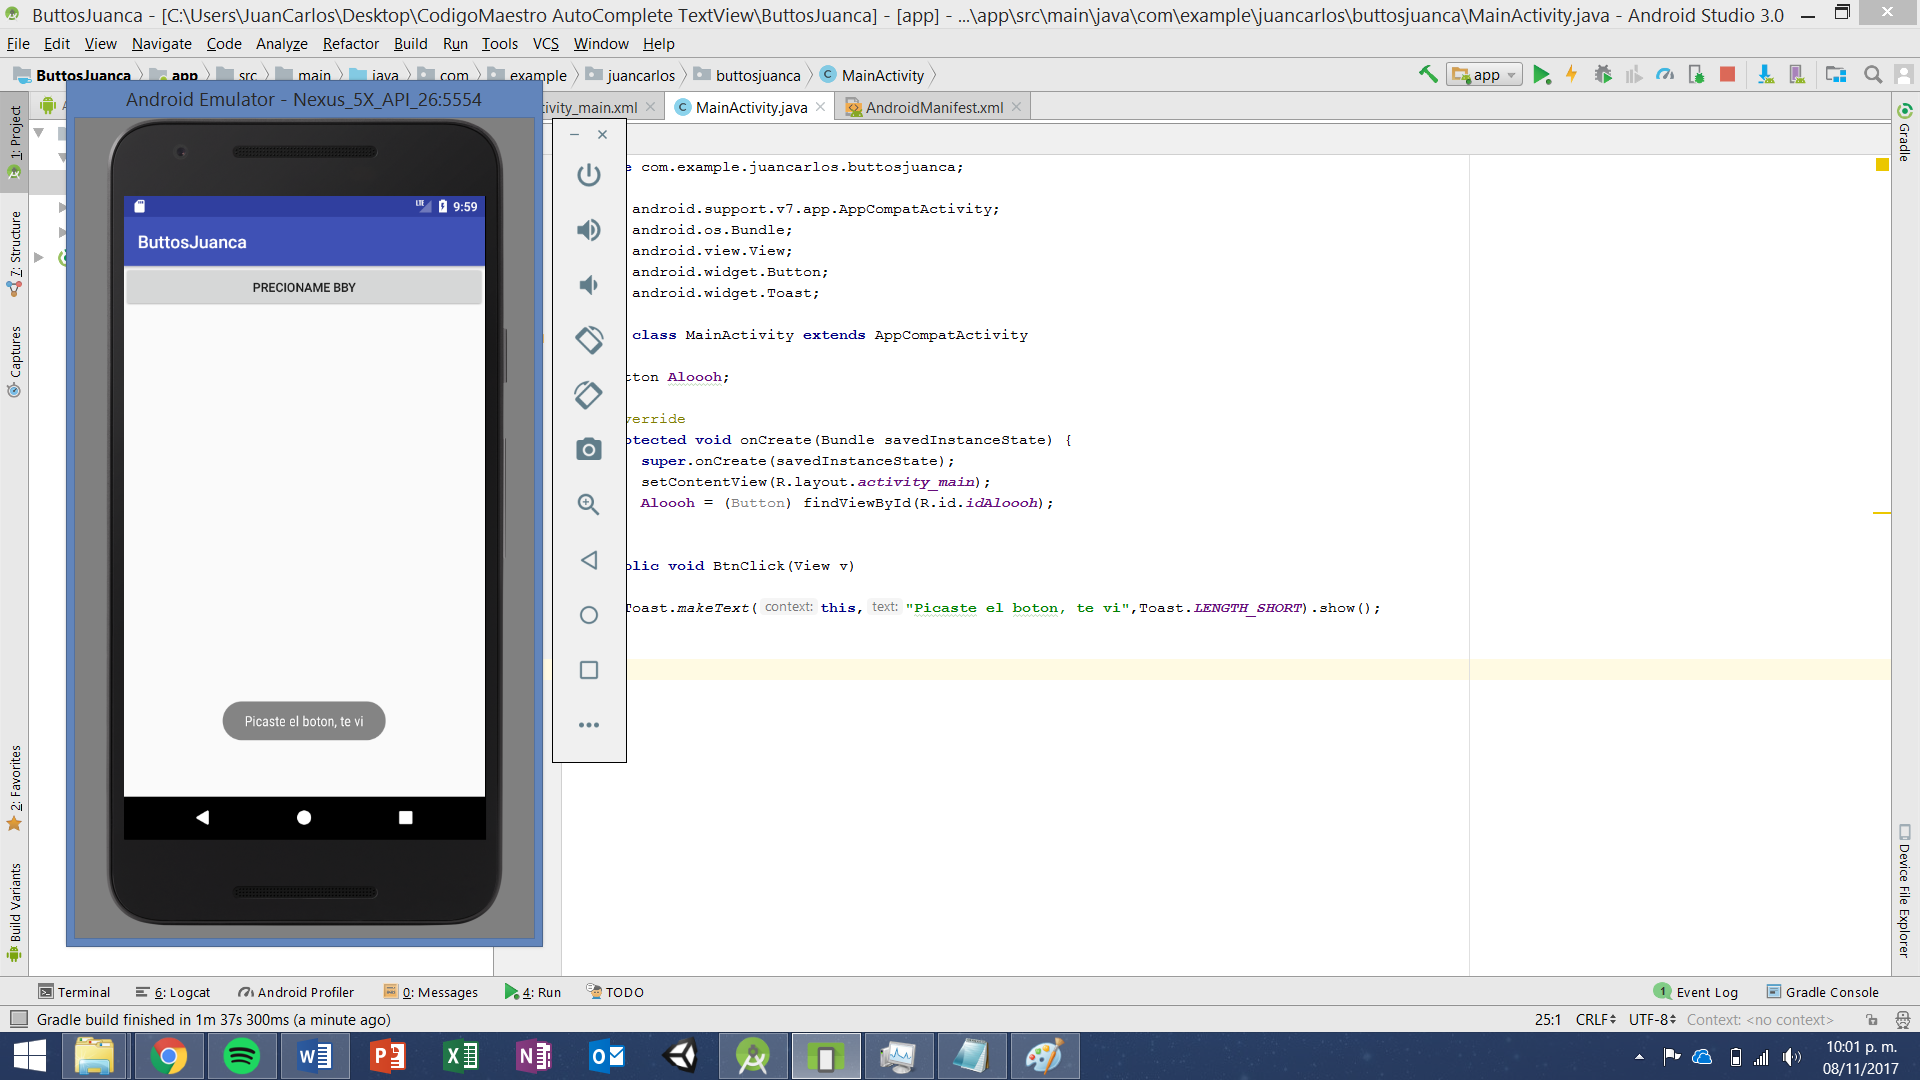 ButtosJuanca - [C:\Users\JuanCarlos\Desktop\CodigoMaestro AutoComplete TextView\ButtosJuanca] - [app] - ...\app\src\main\java\com\example\juancarlos\buttosjuanca\MainActivity.java - Android Studio 3.0
File Edit View Navigate Code Analyze Refactor Build Run Tools VCS Window Help
ButtosJuanca app src main java com example juancarlos buttosjuanca MainActivity app
Android Emulator - Nexus_5X_API_26:5554
tivity_main.xml MainActivity.java AndroidManifest.xml
1: Project
7: Structure
Captures
2: Favorites
Build Variants
9:59
ButtosJuanca
PRECIONAME BBY
Picaste el boton, te vi
e com.example.juancarlos.buttosjuanca;
android.support.v7.app.AppCompatActivity;
android.os.Bundle;
android.view.View;
android.widget.Button;
android.widget.Toast;
class MainActivity extends AppCompatActivity
tton Aloooh;
verride
otected void onCreate(Bundle savedInstanceState) {
super.onCreate(savedInstanceState);
setContentView(R.layout.activity_main);
Aloooh = (Button) findViewById(R.id.idAloooh);
blic void BtnClick(View v)
Toast.makeText( context: this, text: "Picaste el boton, te vi",Toast.LENGTH_SHORT).show();
Gradle
Device File Explorer
Terminal 6: Logcat Android Profiler 0: Messages 4: Run TODO 1 Event Log Gradle Console
Gradle build finished in 1m 37s 300ms (a minute ago) 25:1 CRLF UTF-8 Context: <no context>
10:01 p. m.
08/11/2017